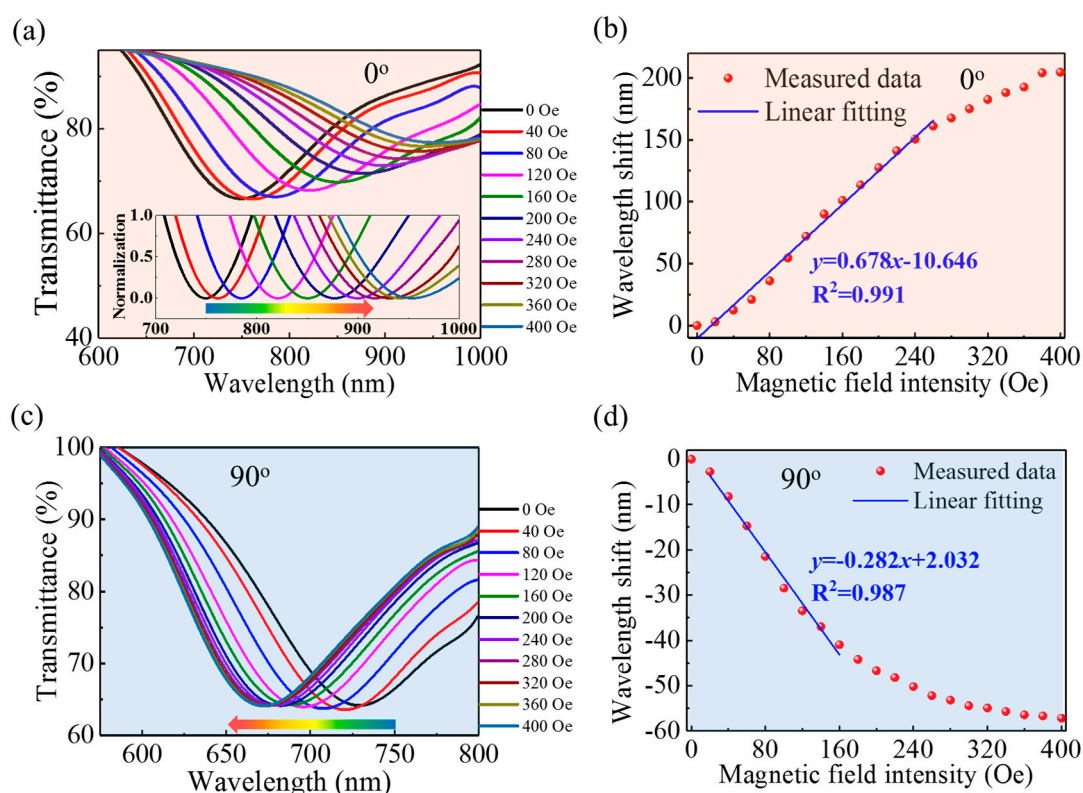 (a)
0°
Transmittance (%)
80
60
40
600
700
800
900
1000
Wavelength (nm)
Normalization
1.0
0.5
0.0
700
800
900
1000
0 Oe
40 Oe
80 Oe
120 Oe
160 Oe
200 Oe
240 Oe
280 Oe
320 Oe
360 Oe
400 Oe
(b)
Measured data
0°
Linear fitting
y=0.678x-10.646
R²=0.991
Wavelength shift (nm)
200
150
100
50
0
0
80
160
240
320
400
Magnetic field intensity (Oe)
(c)
90°
Transmittance (%)
100
90
80
70
60
600
650
700
750
800
Wavelength (nm)
0 Oe
40 Oe
80 Oe
120 Oe
160 Oe
200 Oe
240 Oe
280 Oe
320 Oe
360 Oe
400 Oe
(d)
90°
Measured data
Linear fitting
y=-0.282x+2.032
R²=0.987
Wavelength shift (nm)
0
-10
-20
-30
-40
-50
-60
0
80
160
240
320
400
Magnetic field intensity (Oe)